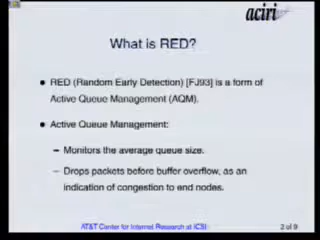 aciri
What is RED?
• RED (Random Early Detection) [FJ93] is a form of
Active Queue Management (AQM).
• Active Queue Management:
– Monitors the average queue size.
– Drops packets before buffer overflow, as an
indication of congestion to end nodes.
AT&T Center for Internet Research at ICSI
2 of 9